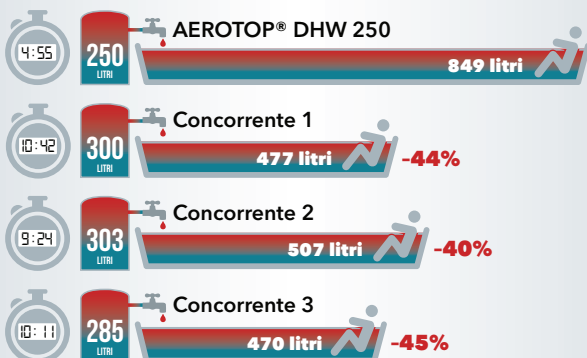 4:55
250
LITRI
AEROTOP® DHW 250
849 litri
10:42
300
LITRI
Concorrente 1
477 litri
-44%
9:24
303
LITRI
Concorrente 2
507 litri
-40%
10:11
285
LITRI
Concorrente 3
470 litri
-45%